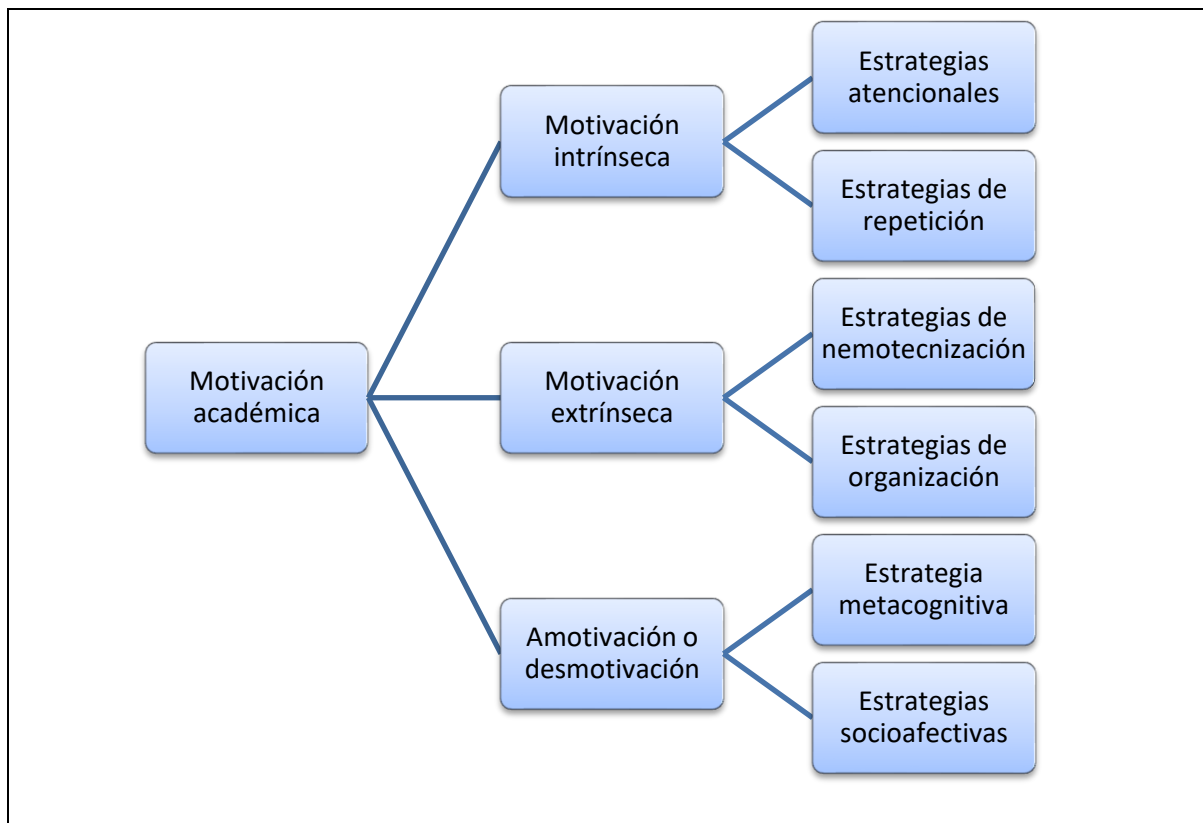 Motivación
académica
Motivación
intrínseca
Estrategias
atencionales
Estrategias de
repetición
Motivación
extrínseca
Estrategias de
nemotecnización
Estrategias de
organización
Amotivación o
desmotivación
Estrategia
metacognitiva
Estrategias
socioafectivas